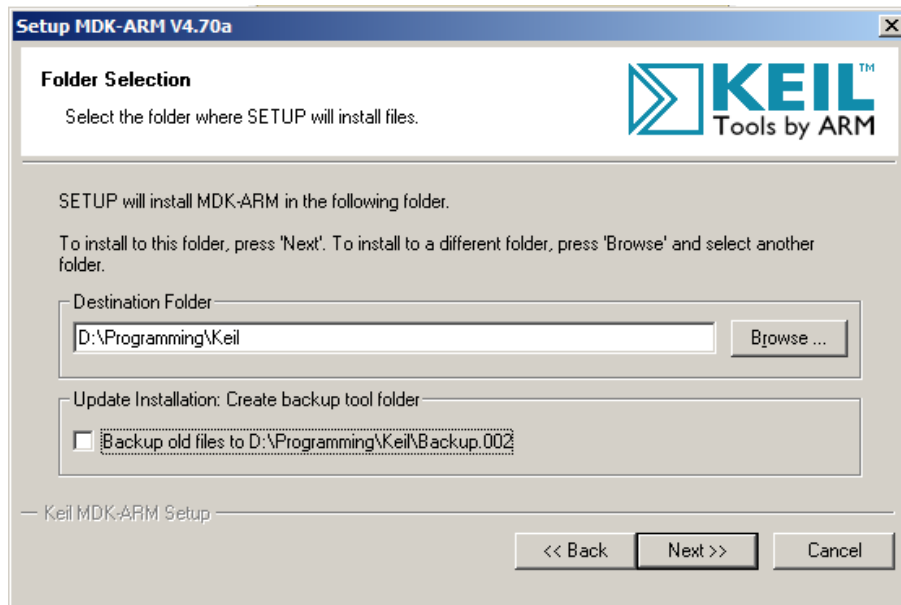 Setup MDK-ARM V4.70a
Folder Selection
Select the folder where SETUP will install files.
KEIL™
Tools by ARM
SETUP will install MDK-ARM in the following folder.
To install to this folder, press 'Next'. To install to a different folder, press 'Browse' and select another
folder.
Destination Folder
D:\Programming\Keil
Browse ...
Update Installation: Create backup tool folder
Backup old files to D:\Programming\Keil\Backup.002
Keil MDK-ARM Setup
<< Back
Next >>
Cancel